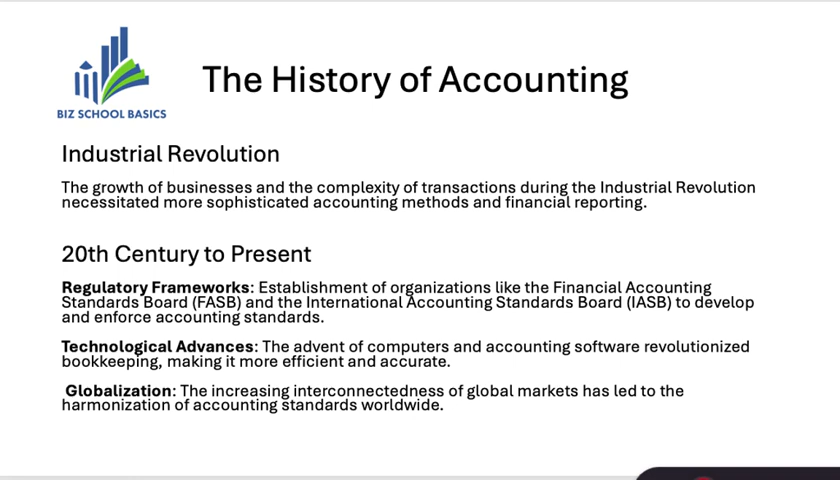 BIZ SCHOOL BASICS
The History of Accounting
Industrial Revolution
The growth of businesses and the complexity of transactions during the Industrial Revolution
necessitated more sophisticated accounting methods and financial reporting.
20th Century to Present
Regulatory Frameworks: Establishment of organizations like the Financial Accounting
Standards Board (FASB) and the International Accounting Standards Board (IASB) to develop
and enforce accounting standards.
Technological Advances: The advent of computers and accounting software revolutionized
bookkeeping, making it more efficient and accurate.
Globalization: The increasing interconnectedness of global markets has led to the
harmonization of accounting standards worldwide.